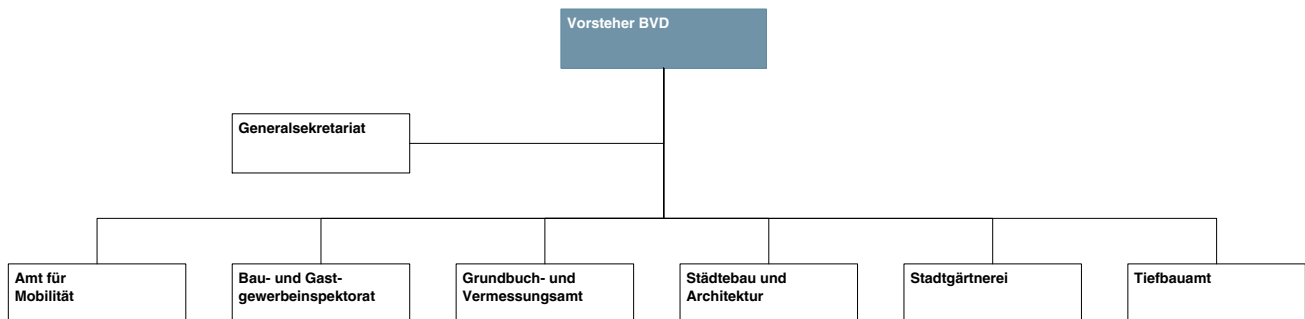 Vorsteher BVD
Generalsekretariat
Amt für
Mobilität
Bau- und Gast-
gewerbeinspektorat
Grundbuch- und
Vermessungsamt
Städtebau und
Architektur
Stadtgärtnerei
Tiefbauamt